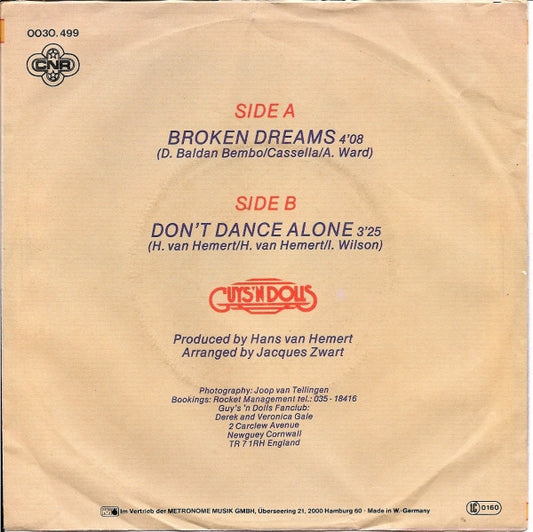 0030.499
CNR
SIDE A
BROKEN DREAMS 4'08
(D. Baldan Bembo/Cassella/A. Ward)
SIDE B
DON'T DANCE ALONE 3'25
(H. van Hemert/H. van Hemert/I. Wilson)
GUYS'N DOLLS
Produced by Hans van Hemert
Arranged by Jacques Zwart
Photography: Joop van Tellingen
Bookings: Rocket Management tel.: 035 - 18416
Guy's 'n Dolls Fanclub:
Derek and Veronica Gale
2 Carclew Avenue
Newguey Cornwall
TR 7 1RH England
Im Vertrieb der METRONOME MUSIK GMBH, Überseering 21, 2000 Hamburg 60 · Made in W.-Germany
LC 0160